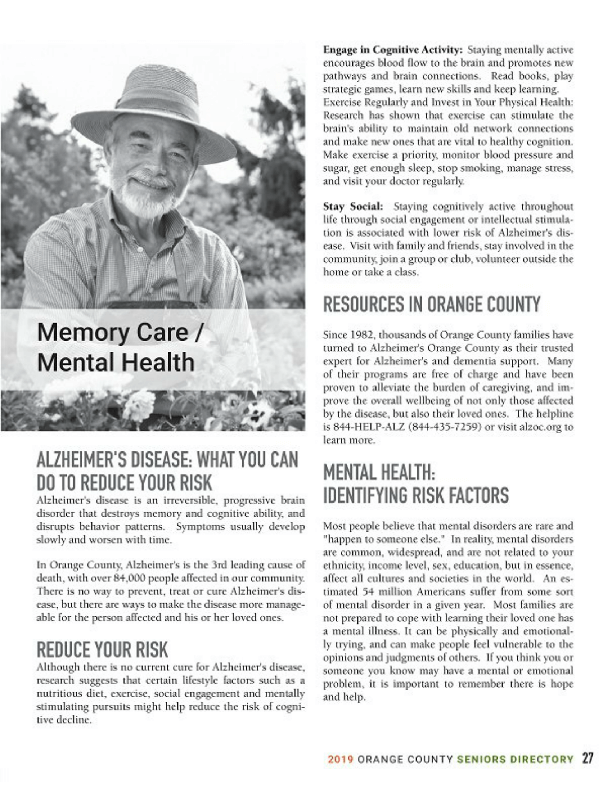 Memory Care /
Mental Health
ALZHEIMER'S DISEASE: WHAT YOU CAN
DO TO REDUCE YOUR RISK
Alzheimer's disease is an irreversible, progressive brain
disorder that destroys memory and cognitive ability, and
disrupts behavior patterns. Symptoms usually develop
slowly and worsen with time.
In Orange County, Alzheimer's is the 3rd leading cause of
death, with over 84,000 people affected in our community.
There is no way to prevent, treat or cure Alzheimer's dis-
ease, but there are ways to make the disease more manage-
able for the person affected and his or her loved ones.
REDUCE YOUR RISK
Although there is no current cure for Alzheimer's disease,
research suggests that certain lifestyle factors such as a
nutritious diet, exercise, social engagement and mentally
stimulating pursuits might help reduce the risk of cogni-
tive decline.
Engage in Cognitive Activity: Staying mentally active
encourages blood flow to the brain and promotes new
pathways and brain connections. Read books, play
strategic games, learn new skills and keep learning.
Exercise Regularly and Invest in Your Physical Health:
Research has shown that exercise can stimulate the
brain's ability to maintain old network connections
and make new ones that are vital to healthy cognition.
Make exercise a priority, monitor blood pressure and
sugar, get enough sleep, stop smoking, manage stress,
and visit your doctor regularly.
Stay Social: Staying cognitively active throughout
life through social engagement or intellectual stimula-
tion is associated with lower risk of Alzheimer's dis-
ease. Visit with family and friends, stay involved in the
community, join a group or club, volunteer outside the
home or take a class.
RESOURCES IN ORANGE COUNTY
Since 1982, thousands of Orange County families have
turned to Alzheimer's Orange County as their trusted
expert for Alzheimer's and dementia support. Many
of their programs are free of charge and have been
proven to alleviate the burden of caregiving, and im-
prove the overall wellbeing of not only those affected
by the disease, but also their loved ones. The helpline
is 844-HELP-ALZ (844-435-7259) or visit alzoc.org to
learn more.
MENTAL HEALTH:
IDENTIFYING RISK FACTORS
Most people believe that mental disorders are rare and
"happen to someone else." In reality, mental disorders
are common, widespread, and are not related to your
ethnicity, income level, sex, education, but in essence,
affect all cultures and societies in the world. An es-
timated 54 million Americans suffer from some sort
of mental disorder in a given year. Most families are
not prepared to cope with learning their loved one has
a mental illness. It can be physically and emotional-
ly trying, and can make people feel vulnerable to the
opinions and judgments of others. If you think you or
someone you know may have a mental or emotional
problem, it is important to remember there is hope
and help.
2019 ORANGE COUNTY SENIORS DIRECTORY 27